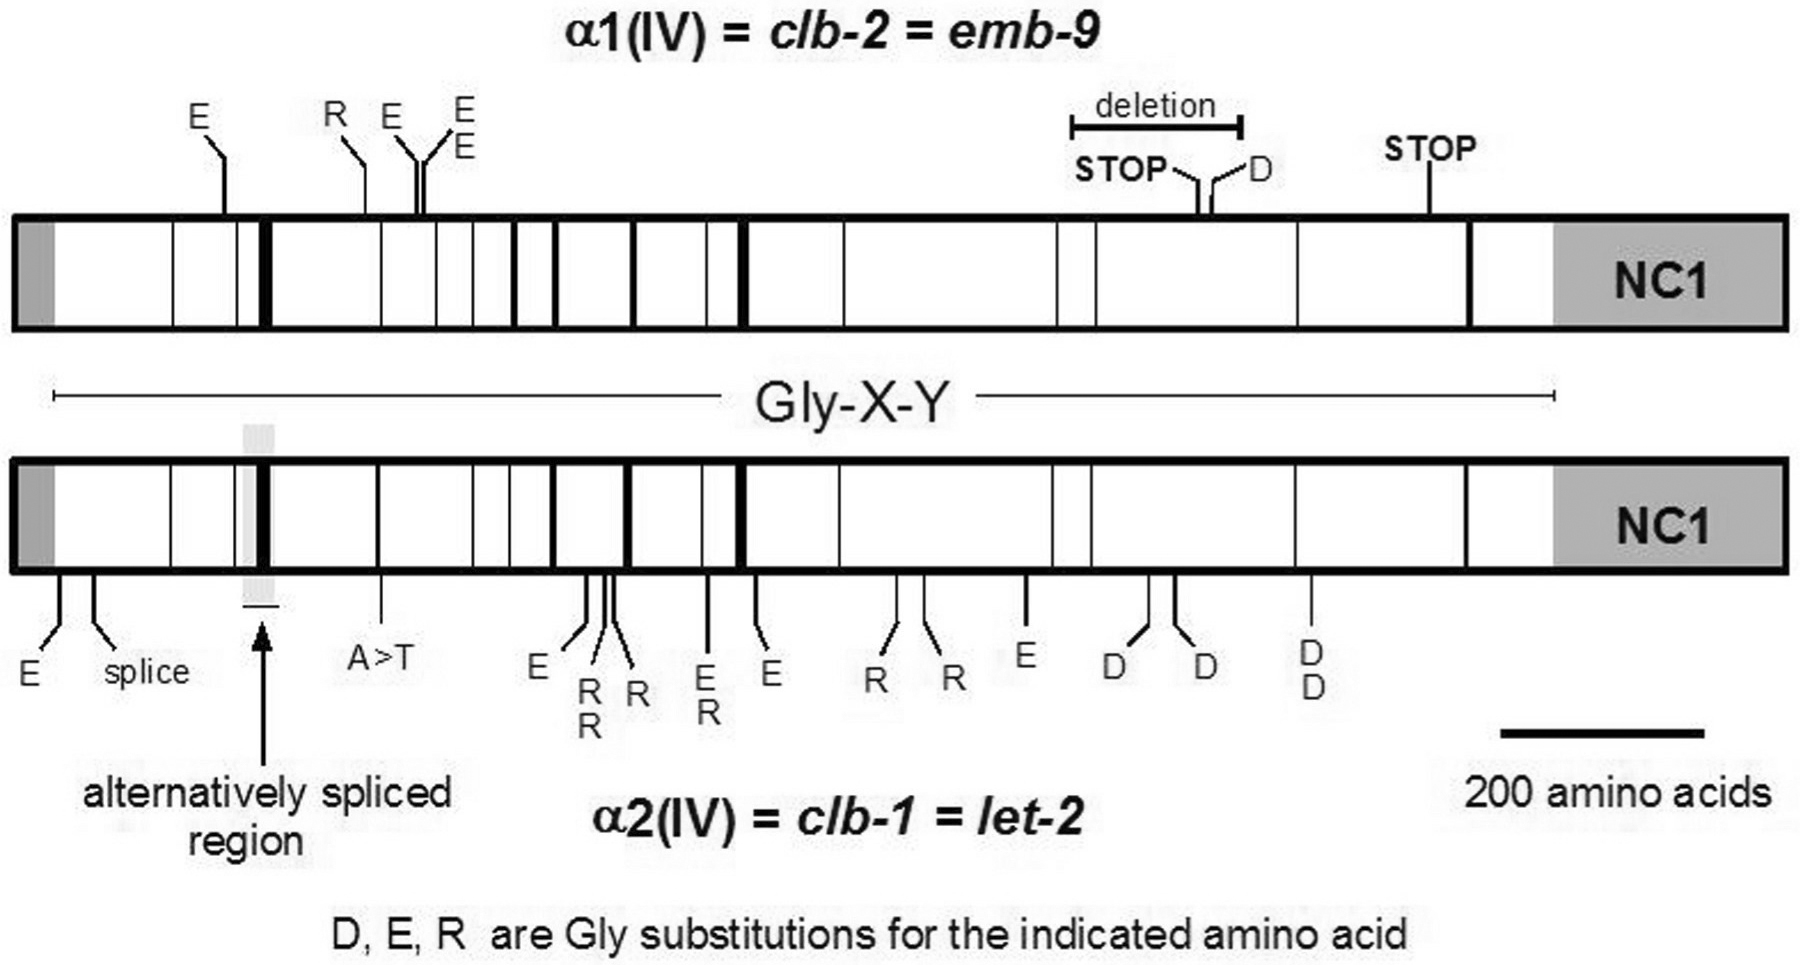 α1(IV) = clb-2 = emb-9
E R E E
E
deletion
STOP D STOP
NC1
Gly-X-Y
NC1
E splice A>T E R R R E R E R R E D D D D
alternatively spliced
region
200 amino acids
α2(IV) = clb-1 = let-2
D, E, R are Gly substitutions for the indicated amino acid